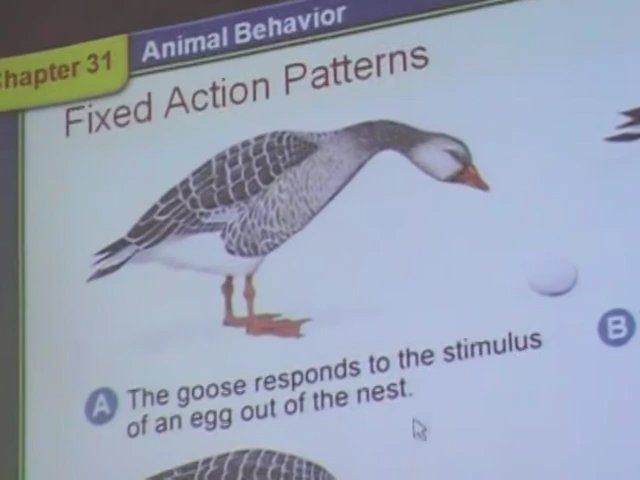 Chapter 31
Animal Behavior
Fixed Action Patterns
A The goose responds to the stimulus
of an egg out of the nest.
B